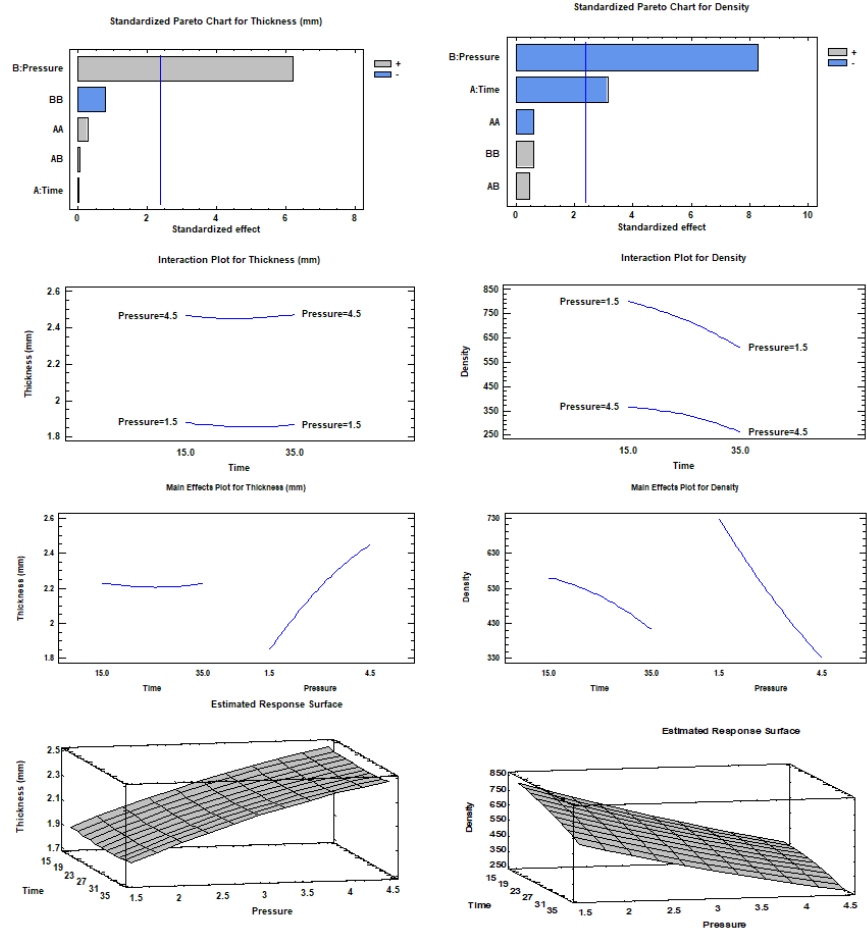 Standardized Pareto Chart for Thickness (mm)
B:Pressure
BB
AA
AB
A:Time
0 2 4 6 8
Standardized effect
+
-
Standardized Pareto Chart for Density
B:Pressure
A:Time
AA
BB
AB
0 2 4 6 8 10
Standardized effect
+
-
Interaction Plot for Thickness (mm)
Thickness (mm)
2.6
2.4
2.2
2
1.8
Pressure=4.5
Pressure=4.5
Pressure=1.5
Pressure=1.5
15.0 35.0
Time
Interaction Plot for Density
Density
850
750
650
550
450
350
250
Pressure=1.5
Pressure=1.5
Pressure=4.5
Pressure=4.5
15.0 35.0
Time
Main Effects Plot for Thickness (mm)
Thickness (mm)
2.6
2.4
2.2
2
1.8
15.0 35.0 1.5 4.5
Time Pressure
Main Effects Plot for Density
Density
730
630
530
430
330
15.0 35.0 1.5 4.5
Time Pressure
Estimated Response Surface
Thickness (mm)
2.5
2.3
2.1
1.9
1.7
15 19 23 27 31 35
Time
1.5 2 2.5 3 3.5 4 4.5
Pressure
Estimated Response Surface
Density
850
750
650
550
450
350
250
15 19 23 27 31 35
Time
1.5 2 2.5 3 3.5 4 4.5
Pressure